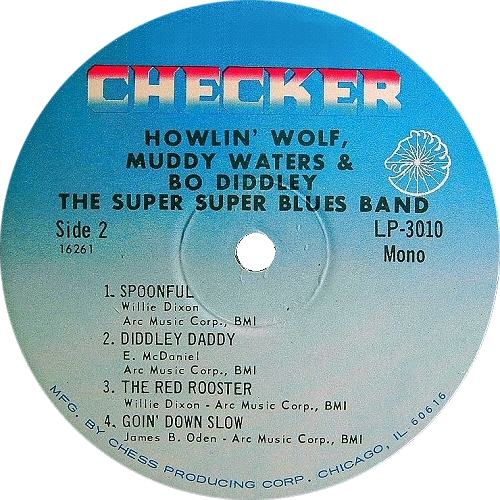 CHECKER
HOWLIN' WOLF,
MUDDY WATERS &
BO DIDDLEY
THE SUPER SUPER BLUES BAND
Side 2
16261
LP-3010
Mono
1. SPOONFUL
Willie Dixon
Arc Music Corp., BMI
2. DIDDLEY DADDY
E. McDaniel
Arc Music Corp., BMI
3. THE RED ROOSTER
Willie Dixon - Arc Music Corp., BMI
4. GOIN' DOWN SLOW
James B. Oden - Arc Music Corp., BMI
MFG. BY CHESS PRODUCING CORP. CHICAGO, IL 60616